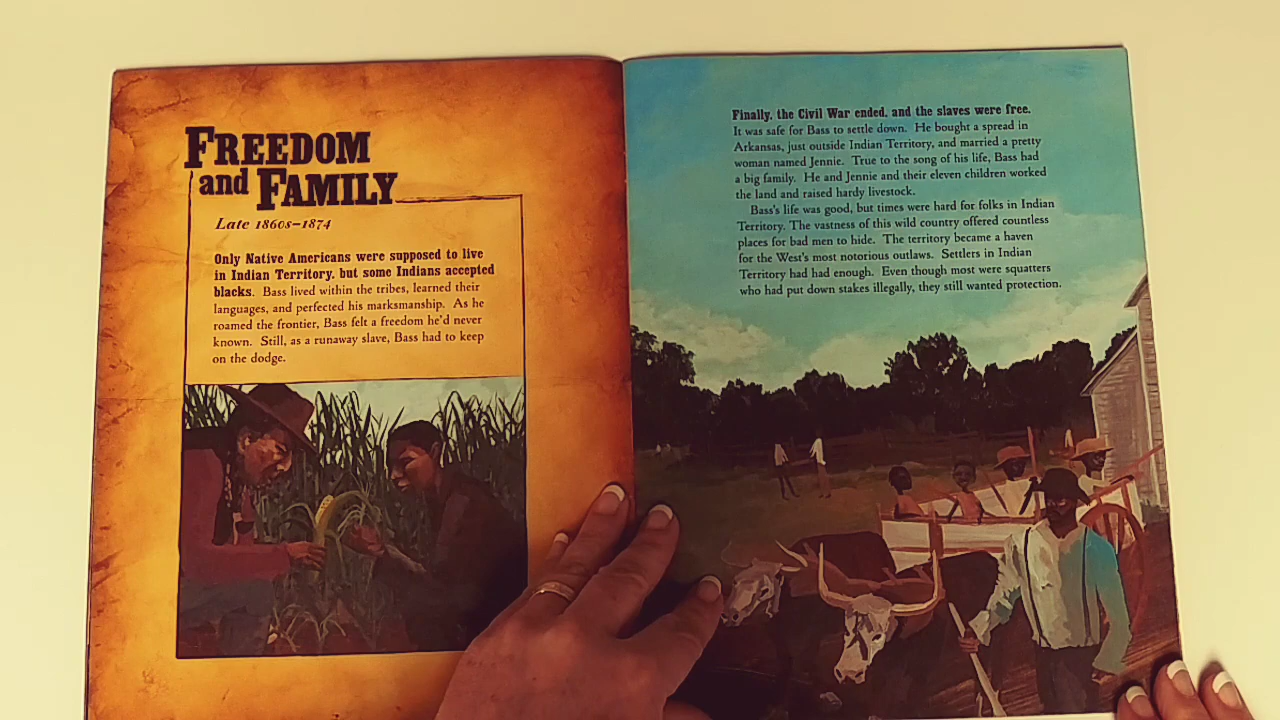 FREEDOM
and FAMILY
Late 1860s–1874
Only Native Americans were supposed to live
in Indian Territory, but some Indians accepted
blacks. Bass lived within the tribes, learned their
languages, and perfected his marksmanship. As he
roamed the frontier, Bass felt a freedom he'd never
known. Still, as a runaway slave, Bass had to keep
on the dodge.
Finally, the Civil War ended, and the slaves were free.
It was safe for Bass to settle down. He bought a spread in
Arkansas, just outside Indian Territory, and married a pretty
woman named Jennie. True to the song of his life, Bass had
a big family. He and Jennie and their eleven children worked
the land and raised hardy livestock.
Bass's life was good, but times were hard for folks in Indian
Territory. The vastness of this wild country offered countless
places for bad men to hide. The territory became a haven
for the West's most notorious outlaws. Settlers in Indian
Territory had had enough. Even though most were squatters
who had put down stakes illegally, they still wanted protection.